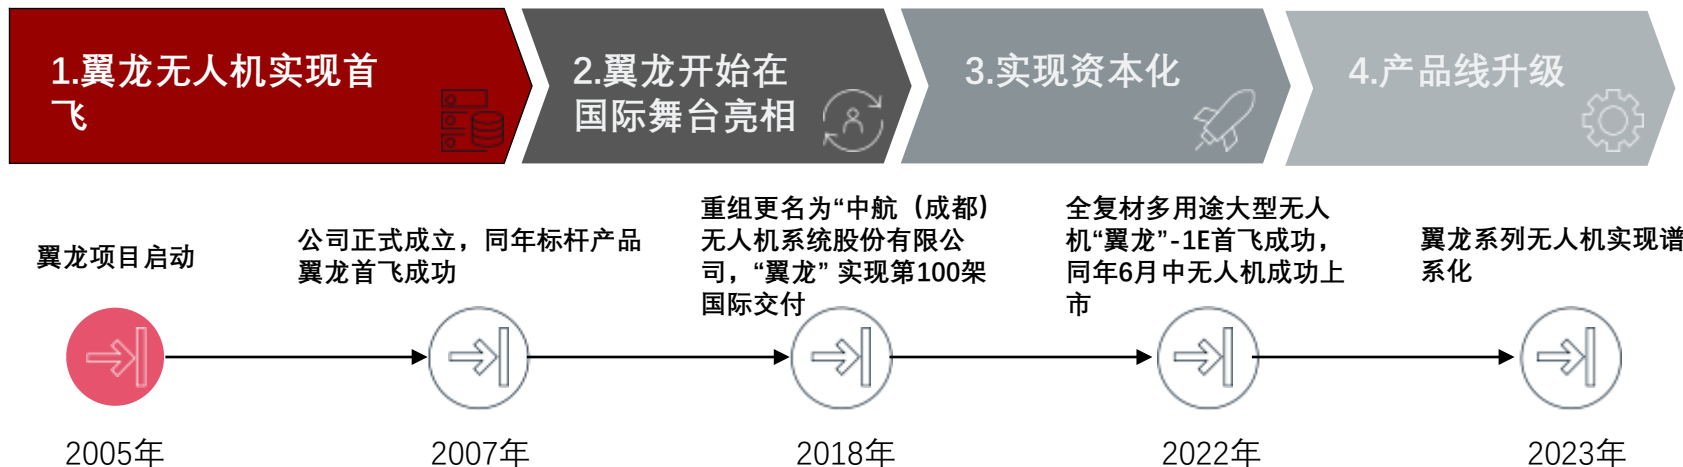 1.翼龙无人机实现首
飞
2.翼龙开始在
国际舞台亮相
3.实现资本化
4.产品线升级
翼龙项目启动
公司正式成立，同年标杆产品
翼龙首飞成功
重组更名为“中航（成都）
无人机系统股份有限公
司，“翼龙” 实现第100架
国际交付
全复材多用途大型无人
机“翼龙”-1E首飞成功，
同年6月中无人机成功上
市
翼龙系列无人机实现谱
系化
2005年
2007年
2018年
2022年
2023年